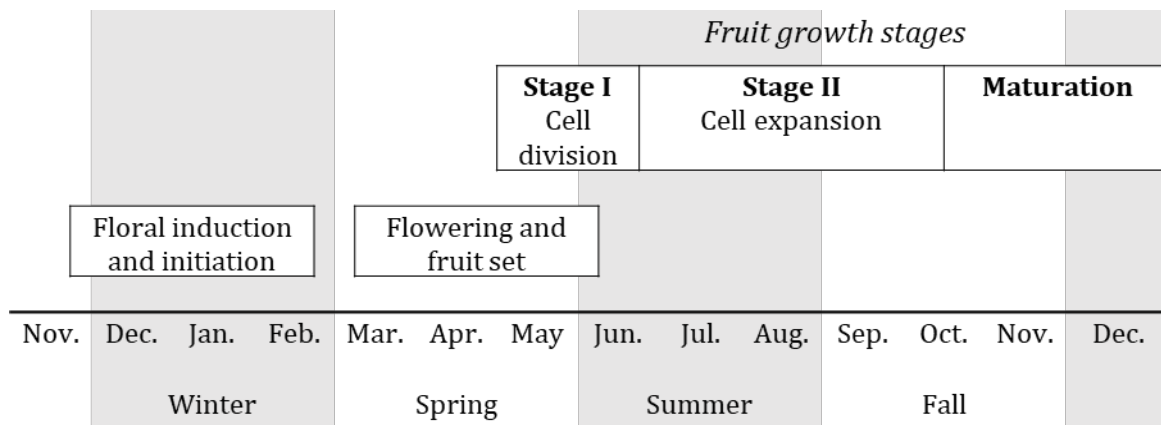 Fruit growth stages
Stage I
Cell
division
Stage II
Cell expansion
Maturation
Floral induction
and initiation
Flowering and
fruit set
Nov. Dec. Jan. Feb. Mar. Apr. May Jun. Jul. Aug. Sep. Oct. Nov. Dec.
Winter Spring Summer Fall